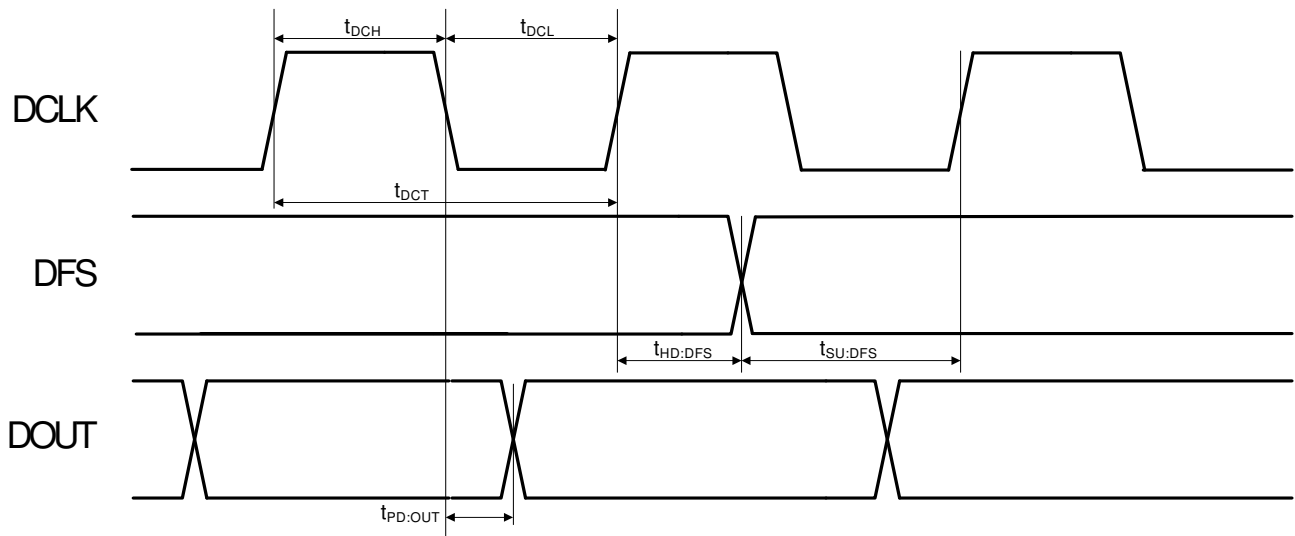 tDCH
tDCL
DCLK
tDCT
DFS
tHD:DFS
tSU:DFS
DOUT
tPD:OUT